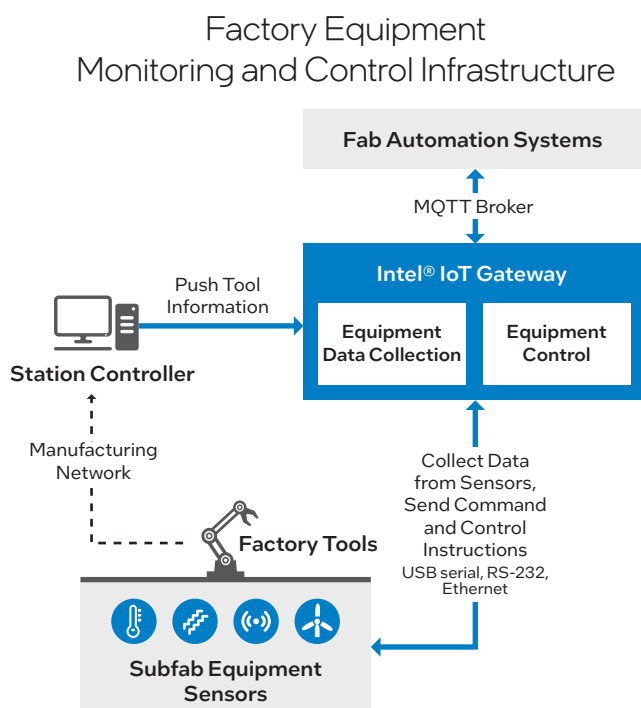 Factory Equipment
Monitoring and Control Infrastructure
Fab Automation Systems
MQTT Broker
Intel® IoT Gateway
Push Tool
Information
Equipment
Data Collection
Equipment
Control
Station Controller
Manufacturing
Network
Collect Data
from Sensors,
Send Command
and Control
Instructions
USB serial, RS-232,
Ethernet
Factory Tools
Subfab Equipment
Sensors